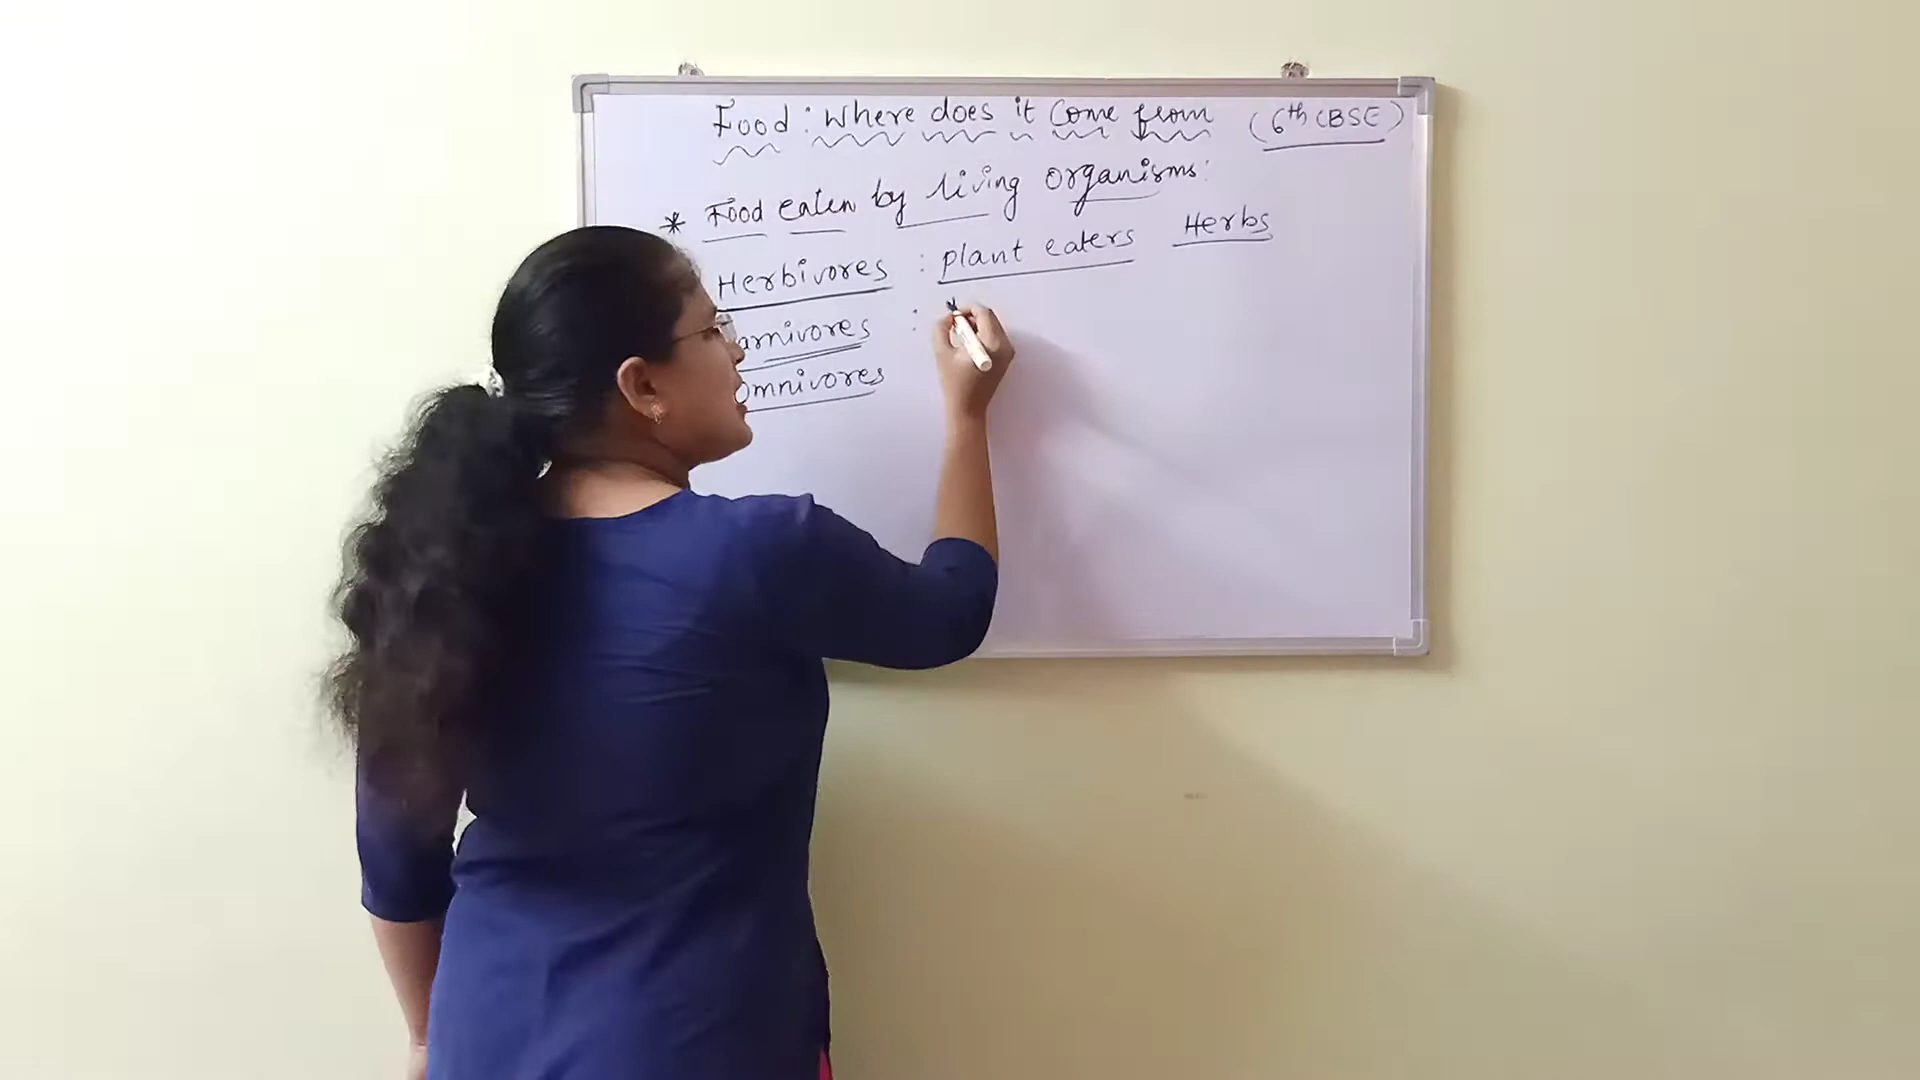 Food : Where does it Come from (6th CBSE)
* Food eaten by living organisms:
Herbivores : plant eaters Herbs
arnivores :
omnivores